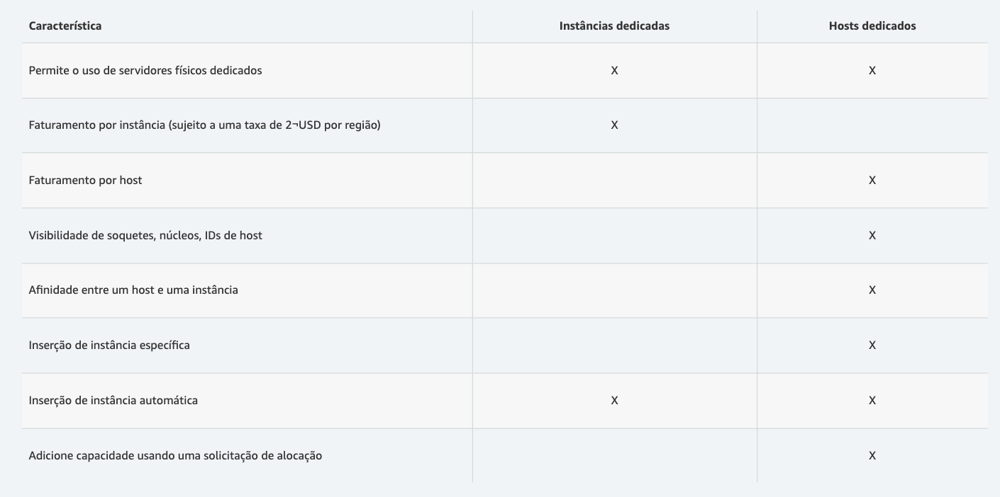 Característica Instâncias dedicadas Hosts dedicados
Permite o uso de servidores físicos dedicados X X
Faturamento por instância (sujeito a uma taxa de 2¬USD por região) X
Faturamento por host X
Visibilidade de soquetes, núcleos, IDs de host X
Afinidade entre um host e uma instância X
Inserção de instância específica X
Inserção de instância automática X X
Adicione capacidade usando uma solicitação de alocação X